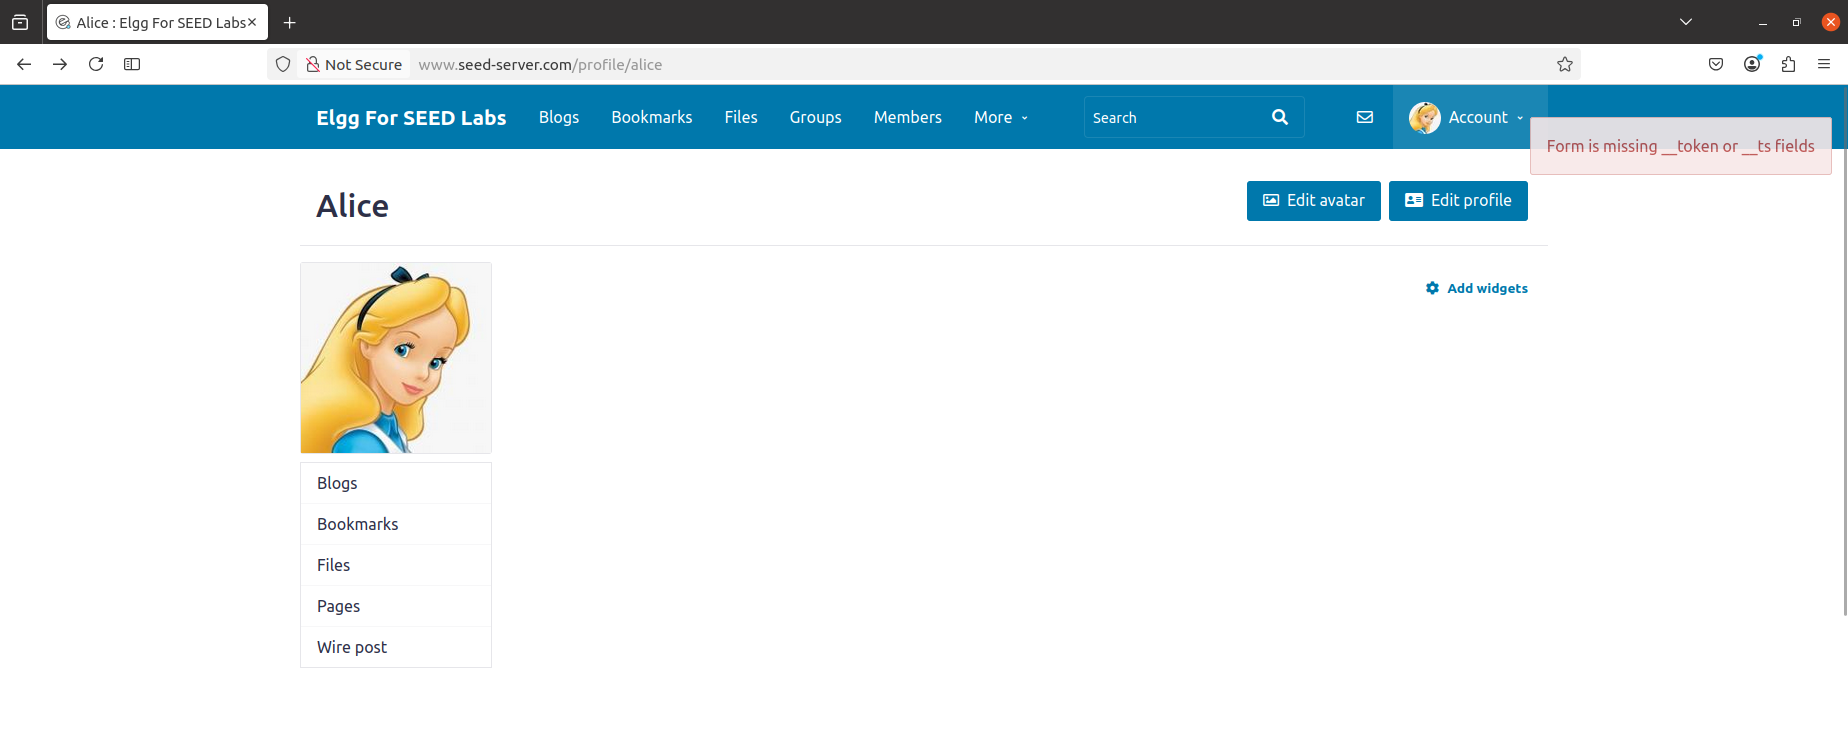 Alice : Elgg For SEED Labs
Not Secure www.seed-server.com/profile/alice
Elgg For SEED Labs Blogs Bookmarks Files Groups Members More Search Account
Form is missing __token or __ts fields
Alice Edit avatar Edit profile
Add widgets
Blogs
Bookmarks
Files
Pages
Wire post